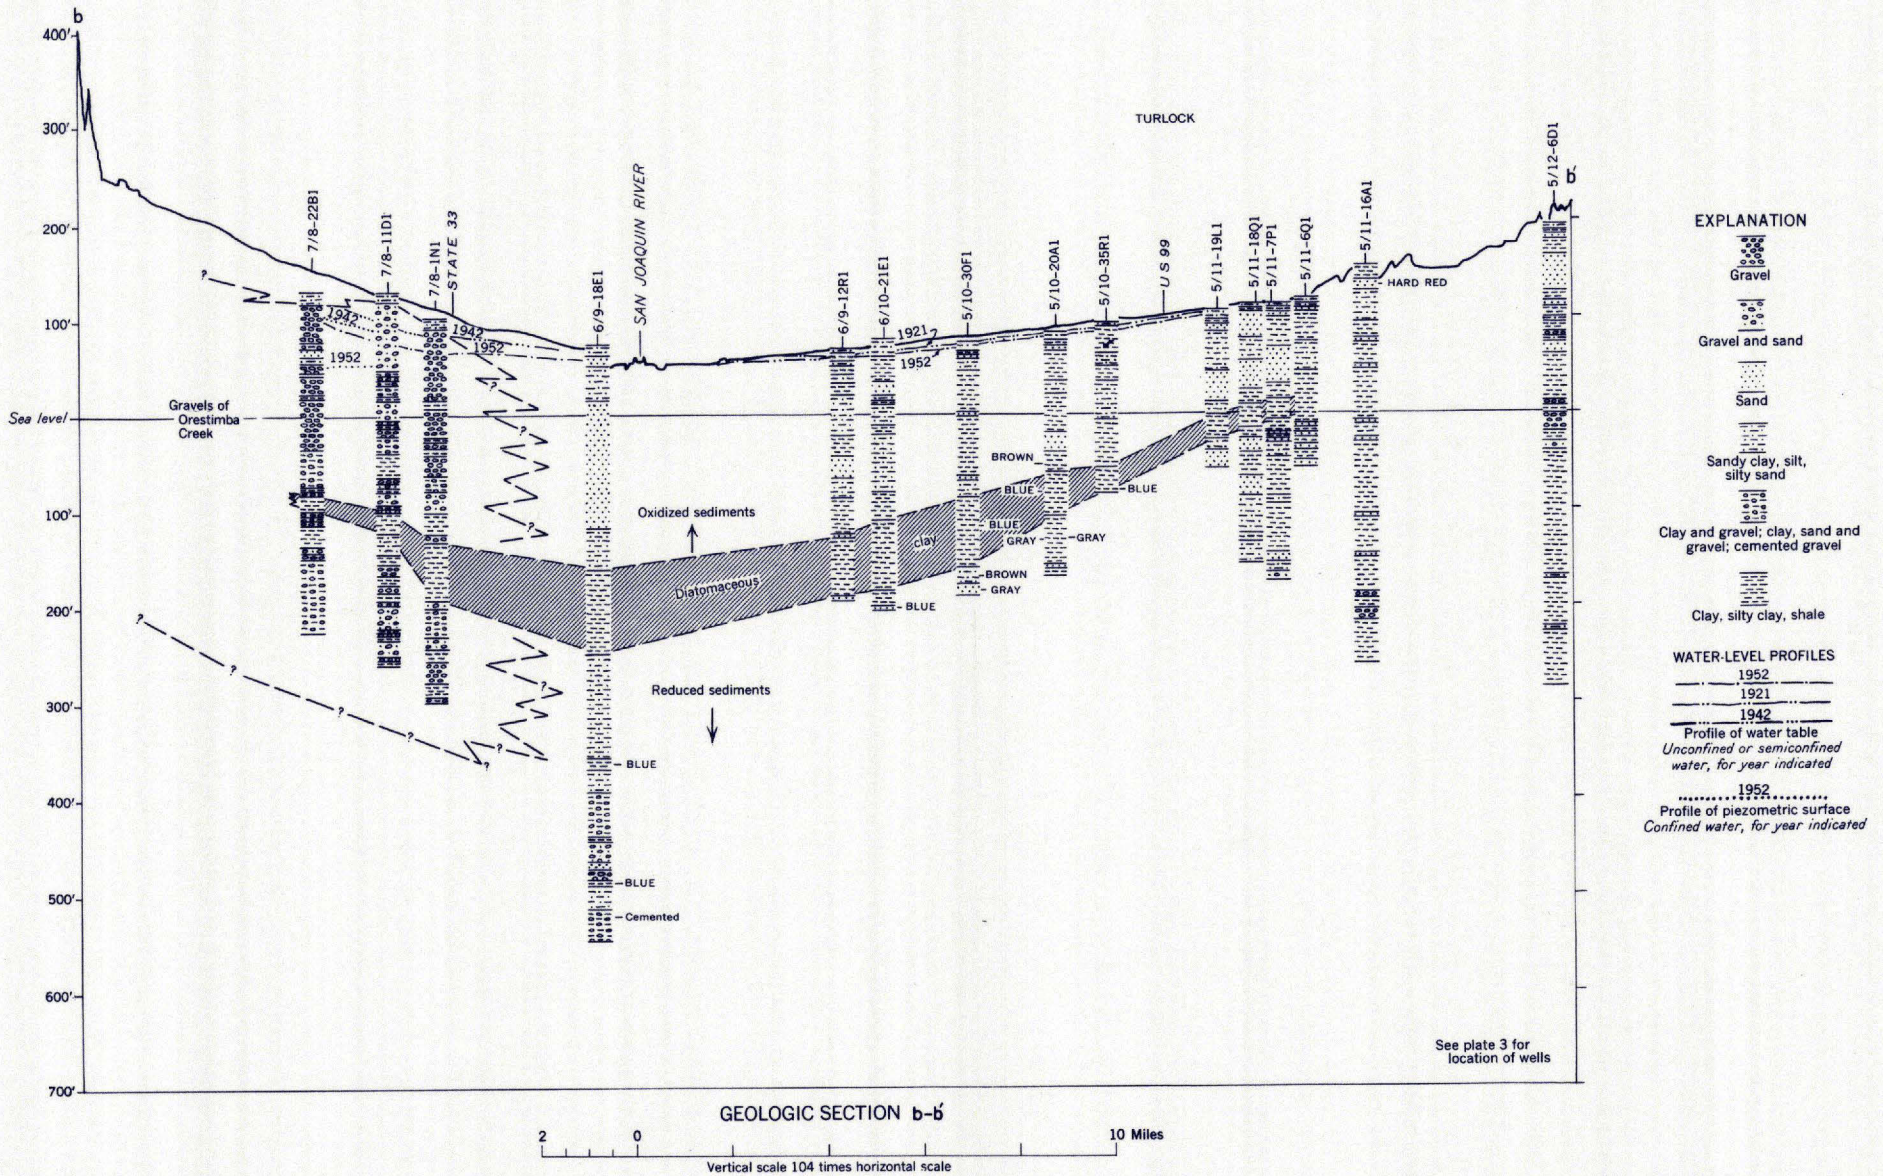 b
400'
300'
200'
100'
Sea level
100'
200'
300'
400'
500'
600'
700'
TURLOCK
b'
7/8-22B1
7/8-11D1
7/8-1N1
STATE 33
6/9-18E1
SAN JOAQUIN RIVER
6/9-12R1
6/10-21E1
5/10-30F1
5/10-20A1
5/10-35R1
U S 99
5/11-19L1
5/11-18Q1
5/11-7P1
5/11-6Q1
5/11-16A1
5/12-6D1
HARD RED
?
1942
1952
1942
1952
1921
?
1952
Gravels of
Orestimba
Creek
?
?
?
Oxidized sediments
Diatomaceous
clay
Reduced sediments
BROWN
BLUE
BLUE
BLUE
GRAY
GRAY
BROWN
GRAY
BLUE
?
?
?
?
?
?
?
BLUE
BLUE
Cemented
See plate 3 for
location of wells
EXPLANATION
Gravel
Gravel and sand
Sand
Sandy clay, silt,
silty sand
Clay and gravel; clay, sand and
gravel; cemented gravel
Clay, silty clay, shale
WATER-LEVEL PROFILES
1952
1921
1942
Profile of water table
Unconfined or semiconfined
water, for year indicated
1952
Profile of piezometric surface
Confined water, for year indicated
GEOLOGIC SECTION b-b'
2 0 10 Miles
Vertical scale 104 times horizontal scale